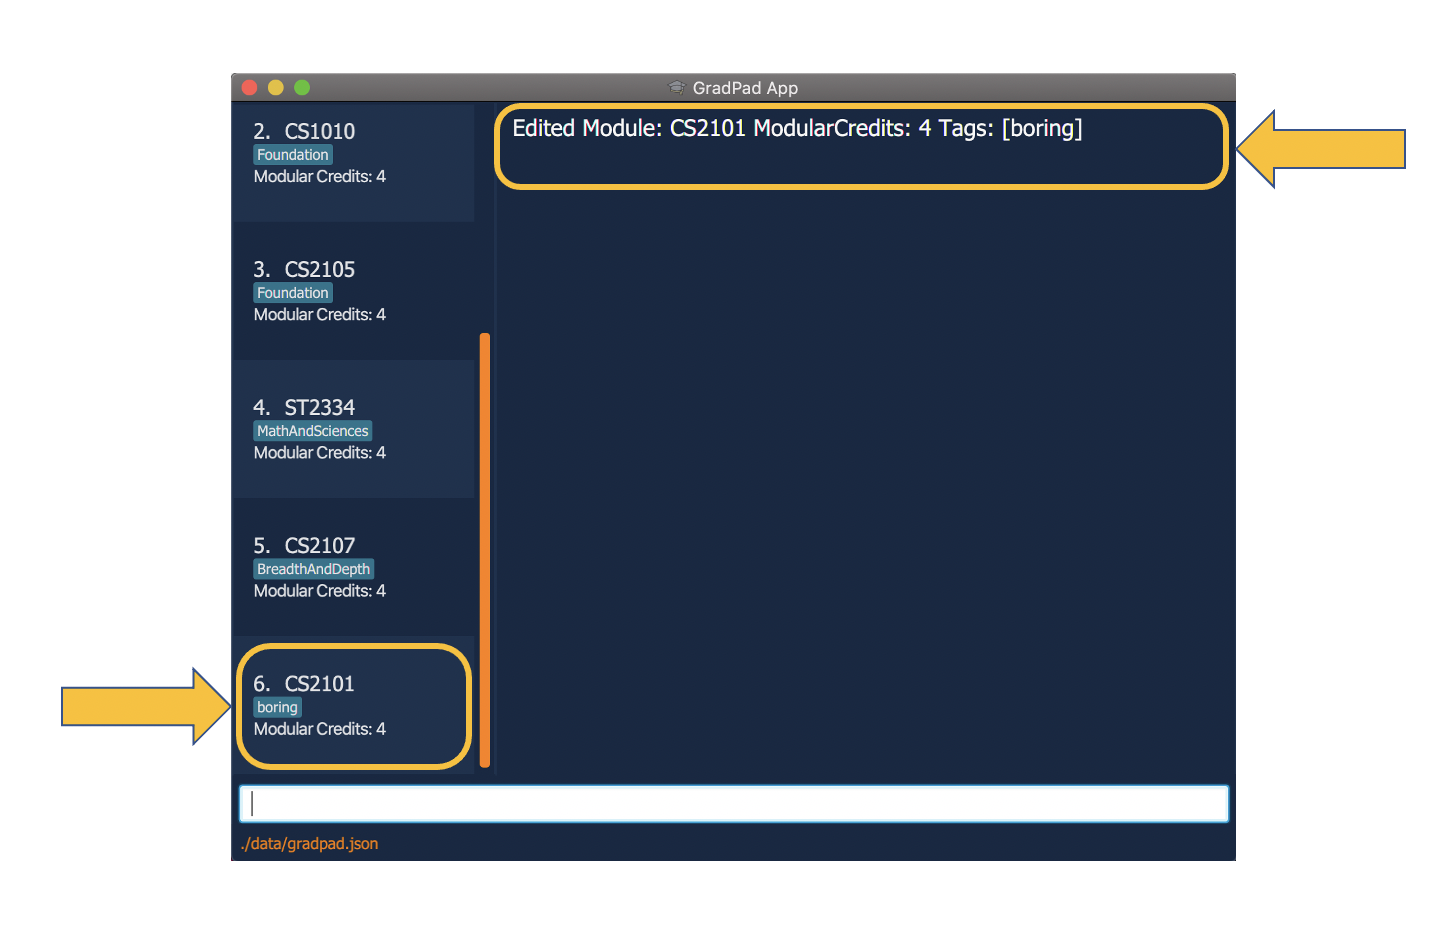 GradPad App
2. CS1010
Foundation
Modular Credits: 4
3. CS2105
Foundation
Modular Credits: 4
4. ST2334
MathAndSciences
Modular Credits: 4
5. CS2107
BreadthAndDepth
Modular Credits: 4
6. CS2101
boring
Modular Credits: 4
Edited Module: CS2101 ModularCredits: 4 Tags: [boring]
./data/gradpad.json